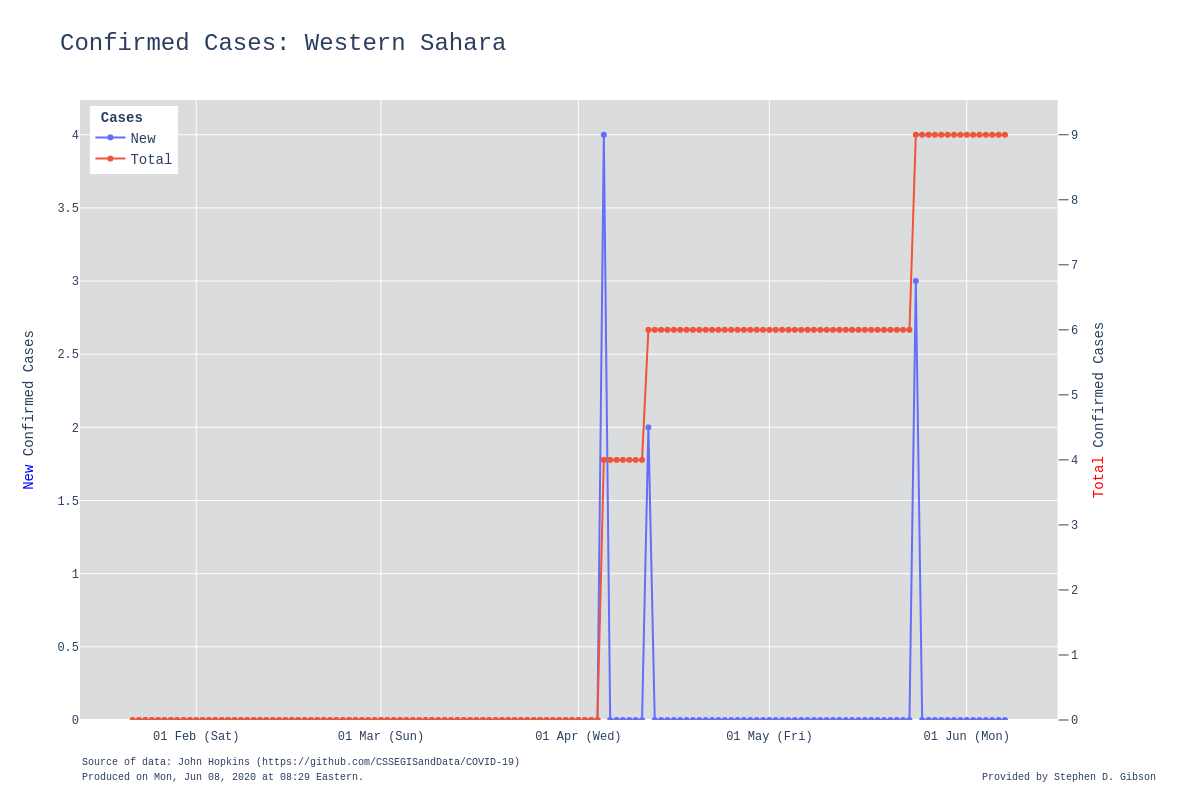 Confirmed Cases: Western Sahara
Cases
New
Total
4
3.5
3
2.5
2
1.5
1
0.5
0
New Confirmed Cases
9
8
7
6
5
4
3
2
1
0
Total Confirmed Cases
01 Feb (Sat)
01 Mar (Sun)
01 Apr (Wed)
01 May (Fri)
01 Jun (Mon)
Source of data: John Hopkins (https://github.com/CSSEGISandData/COVID-19)
Produced on Mon, Jun 08, 2020 at 08:29 Eastern.
Provided by Stephen D. Gibson